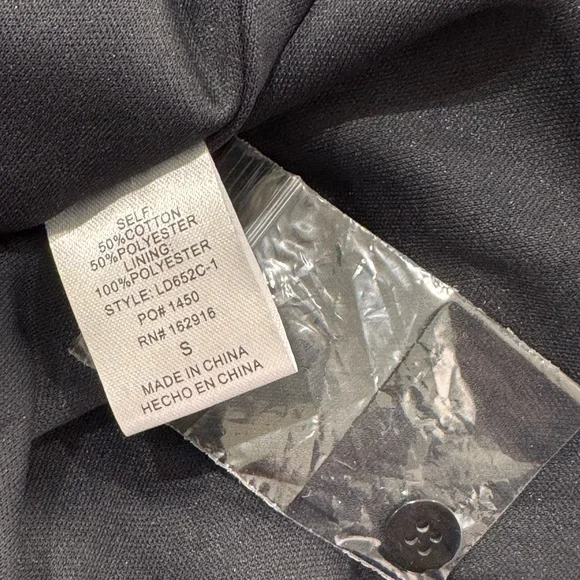 SELF:
50%COTTON
50%POLYESTER
LINING:
100%POLYESTER
STYLE: LD652C-1
PO# 1450
RN# 162916
S
MADE IN CHINA
HECHO EN CHINA